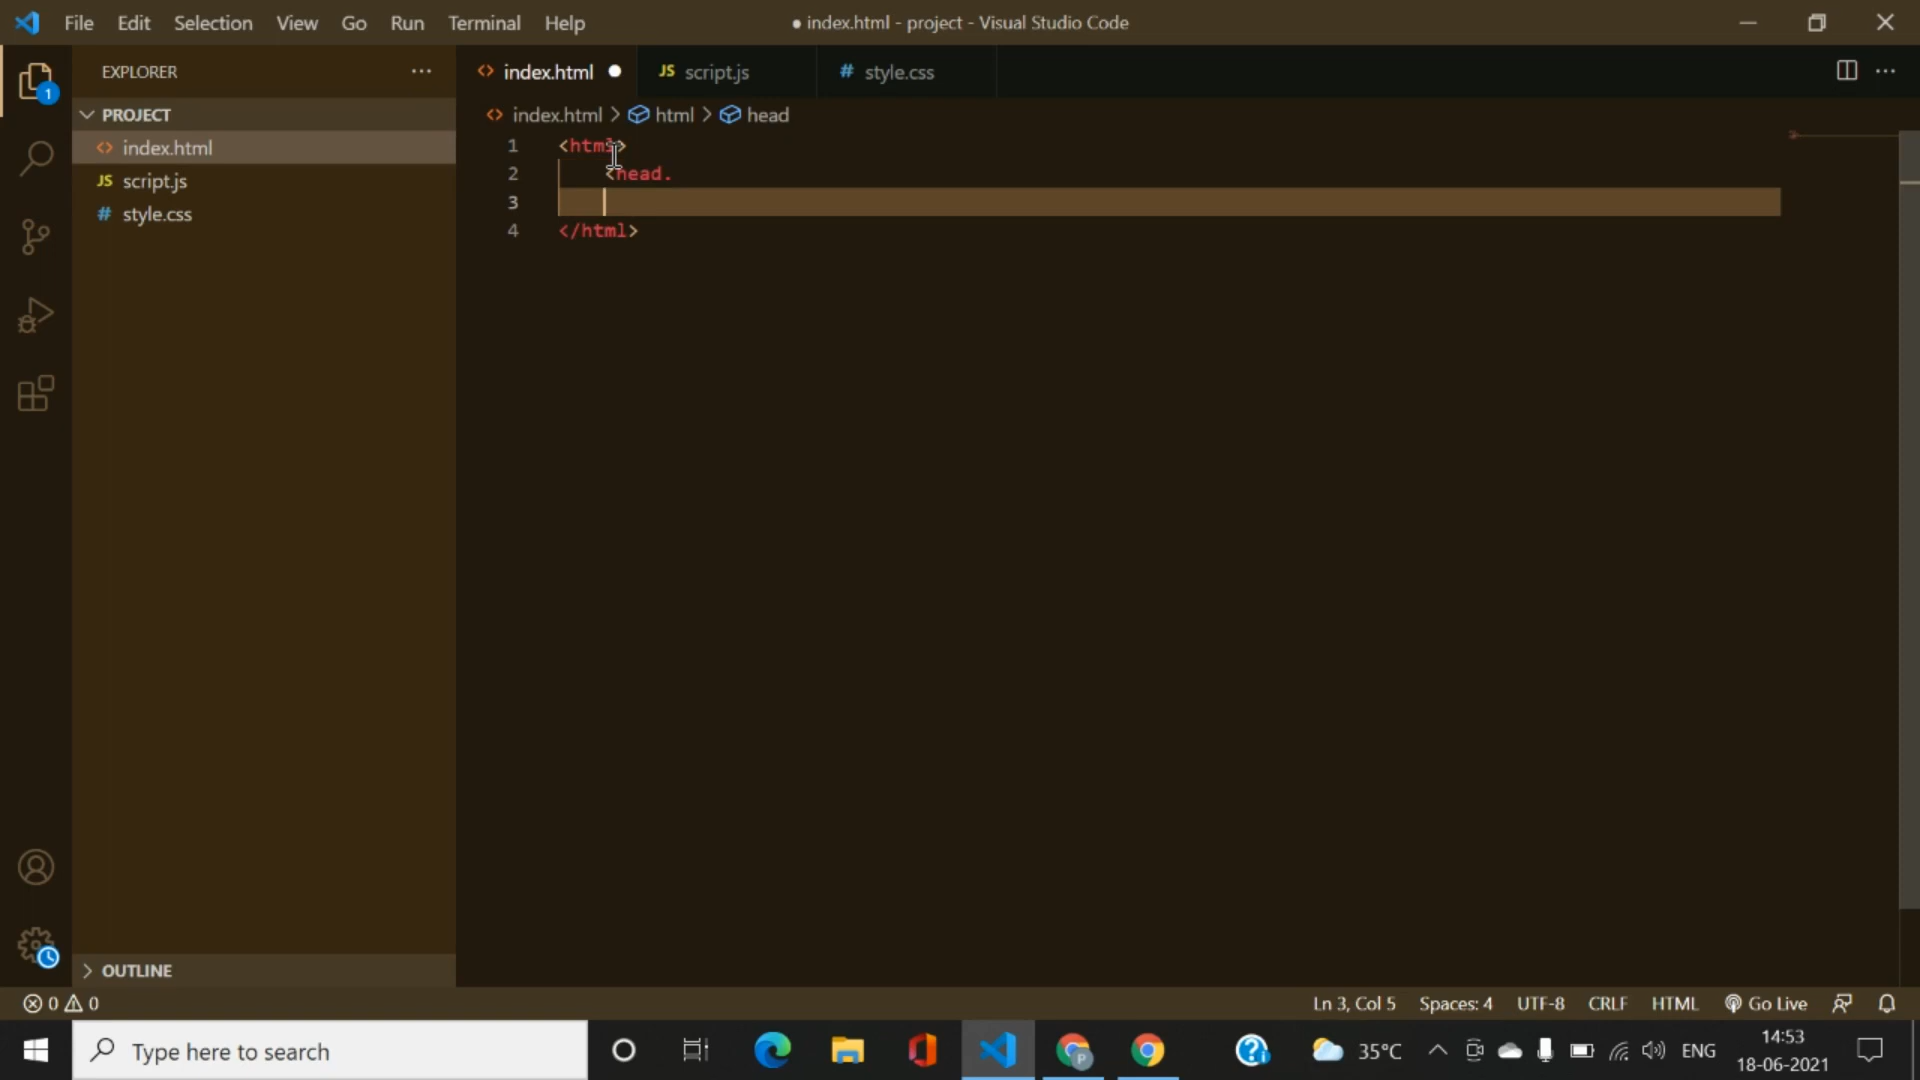 File Edit Selection View Go Run Terminal Help
● index.html - project - Visual Studio Code
EXPLORER
1
PROJECT
index.html
JS script.js
# style.css
OUTLINE
index.html
JS script.js
# style.css
index.html > html > head
1 <html>
2 <head.
3
4 </html>
0 0
Ln 3, Col 5 Spaces: 4 UTF-8 CRLF HTML Go Live
Type here to search
P
35°C
ENG
14:53
18-06-2021